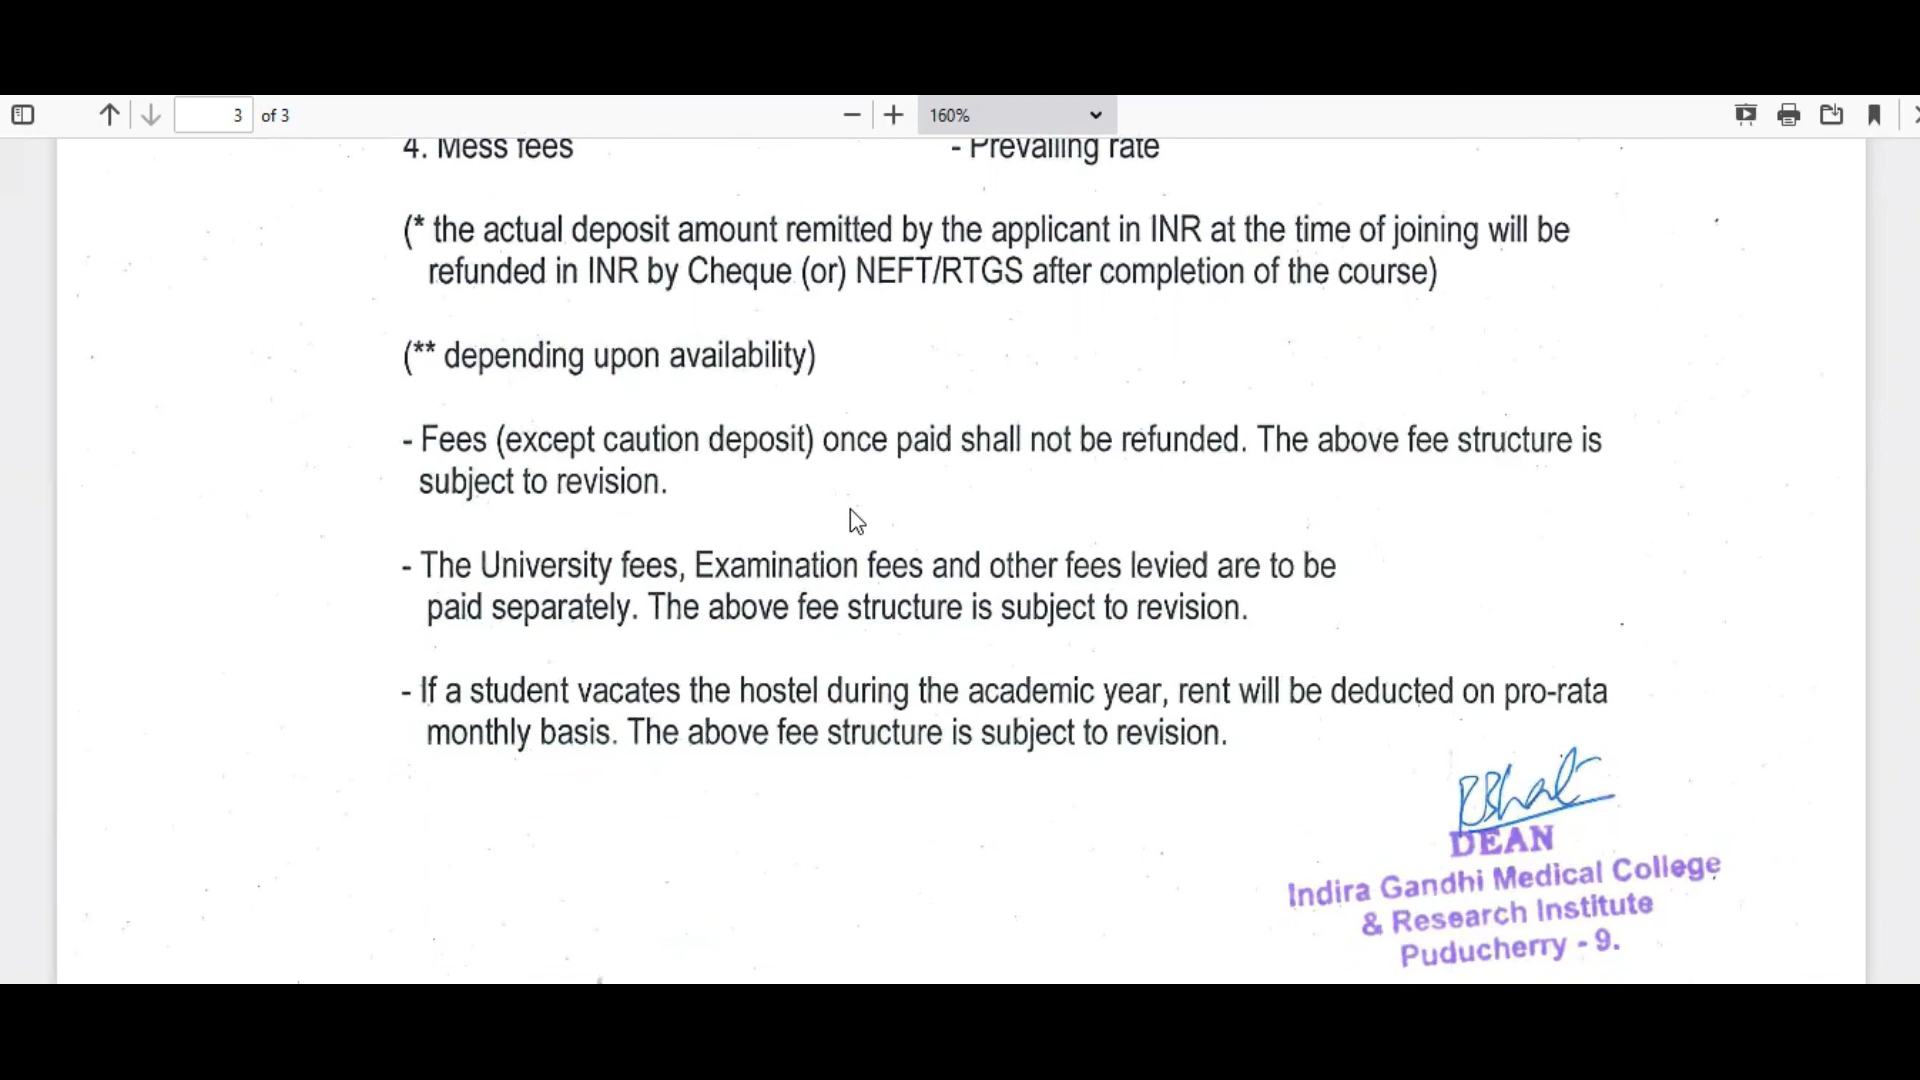 3 of 3
160%
4. Mess fees - Prevailing rate
(* the actual deposit amount remitted by the applicant in INR at the time of joining will be
refunded in INR by Cheque (or) NEFT/RTGS after completion of the course)
(** depending upon availability)
- Fees (except caution deposit) once paid shall not be refunded. The above fee structure is
subject to revision.
- The University fees, Examination fees and other fees levied are to be
paid separately. The above fee structure is subject to revision.
- If a student vacates the hostel during the academic year, rent will be deducted on pro-rata
monthly basis. The above fee structure is subject to revision.
DEAN
Indira Gandhi Medical College
& Research Institute
Puducherry - 9.